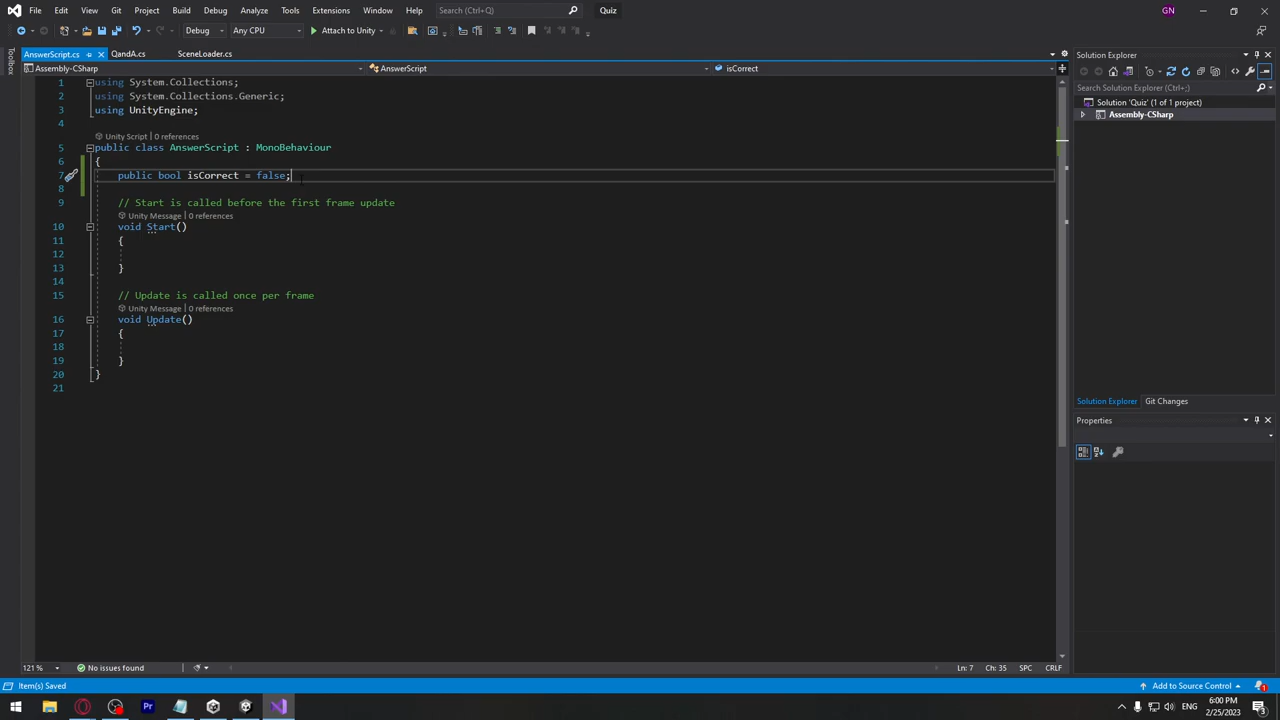 File Edit View Git Project Build Debug Test Analyze Tools Extensions Window Help Search (Ctrl+Q) Quiz GN
Debug Any CPU Attach to Unity
AnswerScript.cs QandA.cs SceneLoader.cs
Assembly-CSharp AnswerScript isCorrect
Toolbox
1 using System.Collections;
2 using System.Collections.Generic;
3 using UnityEngine;
4
Unity Script | 0 references
5 public class AnswerScript : MonoBehaviour
6 {
7 public bool isCorrect = false;
8
9 // Start is called before the first frame update
Unity Message | 0 references
10 void Start()
11 {
12
13 }
14
15 // Update is called once per frame
Unity Message | 0 references
16 void Update()
17 {
18
19 }
20 }
21
Solution Explorer
Search Solution Explorer (Ctrl+;)
Solution 'Quiz' (1 of 1 project)
Assembly-CSharp
Solution Explorer Git Changes
Properties
121 % No issues found Ln: 7 Ch: 35 SPC CRLF
Item(s) Saved Add to Source Control 1
Pr ENG 6:00 PM
2/25/2023 3